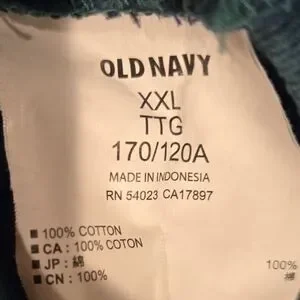 OLD NAVY
XXL
TTG
170/120A
MADE IN INDONESIA
RN 54023 CA17897
■ 100% COTTON
■ CA : 100% COTON
■ JP : 綿 100%
■ CN : 100%